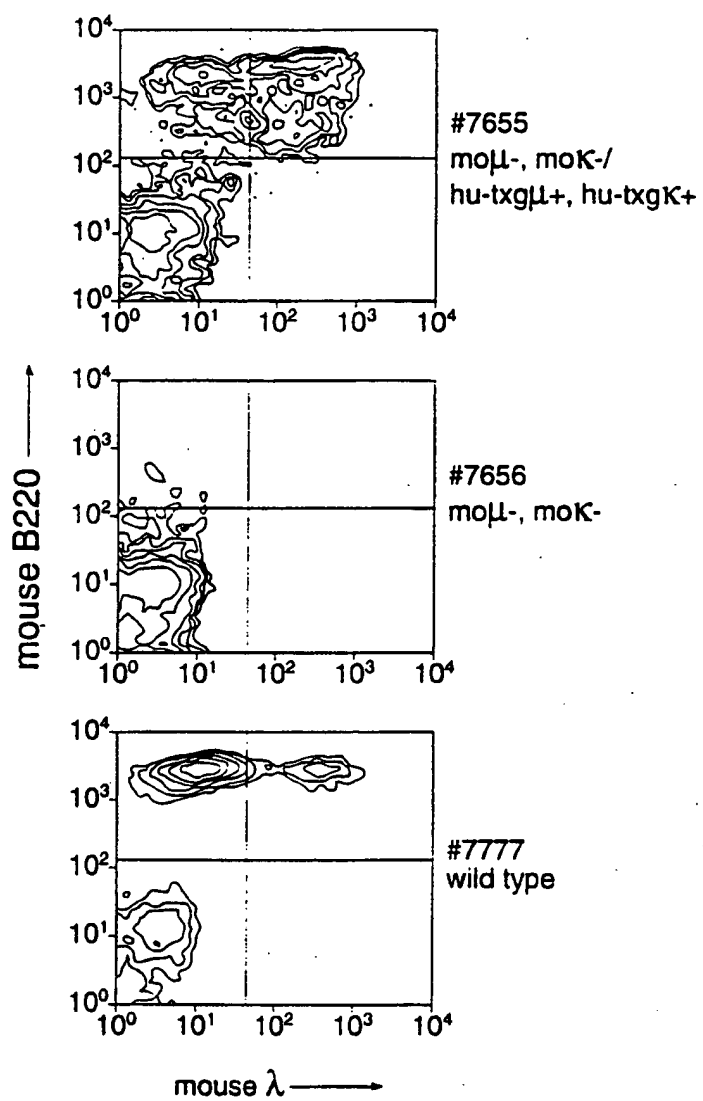 10⁴
10³
10²
10¹
10⁰
10⁰ 10¹ 10² 10³ 10⁴
#7655
moμ-, moκ-/
hu-txgμ+, hu-txgκ+
10⁴
10³
10²
10¹
10⁰
10⁰ 10¹ 10² 10³ 10⁴
#7656
moμ-, moκ-
10⁴
10³
10²
10¹
10⁰
10⁰ 10¹ 10² 10³ 10⁴
#7777
wild type
mouse B220
mouse λ